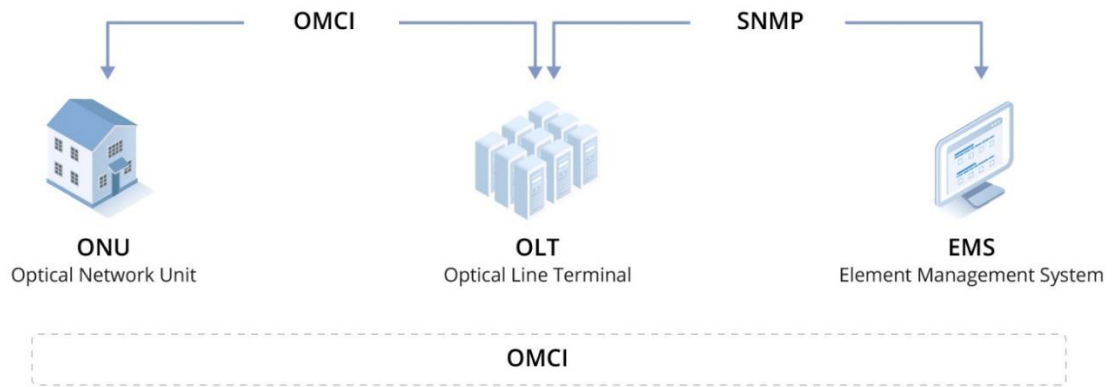 OMCI
SNMP
ONU
Optical Network Unit
OLT
Optical Line Terminal
EMS
Element Management System
OMCI